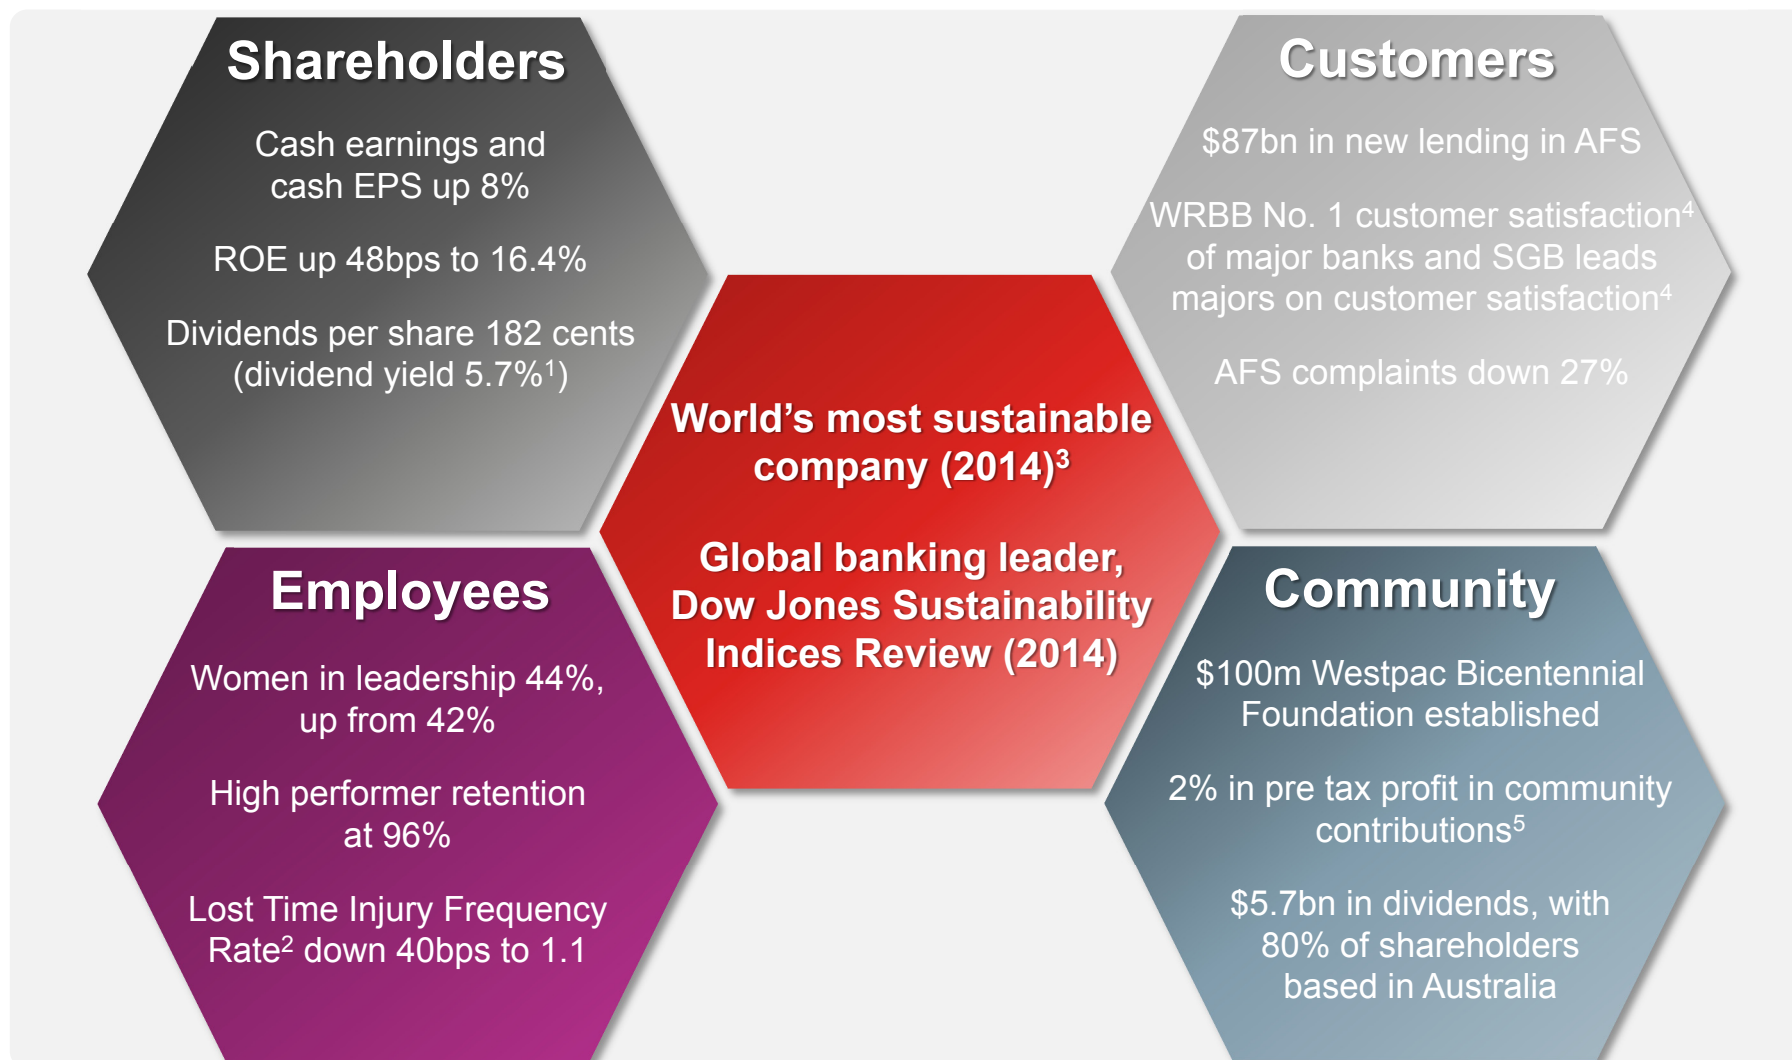 Shareholders
Cash earnings and
cash EPS up 8%
ROE up 48bps to 16.4%
Dividends per share 182 cents
(dividend yield 5.7%¹)
Customers
$87bn in new lending in AFS
WRBB No. 1 customer satisfaction⁴
of major banks and SGB leads
majors on customer satisfaction⁴
AFS complaints down 27%
World’s most sustainable
company (2014)³
Global banking leader,
Dow Jones Sustainability
Indices Review (2014)
Employees
Women in leadership 44%,
up from 42%
High performer retention
at 96%
Lost Time Injury Frequency
Rate² down 40bps to 1.1
Community
$100m Westpac Bicentennial
Foundation established
2% in pre tax profit in community
contributions⁵
$5.7bn in dividends, with
80% of shareholders
based in Australia